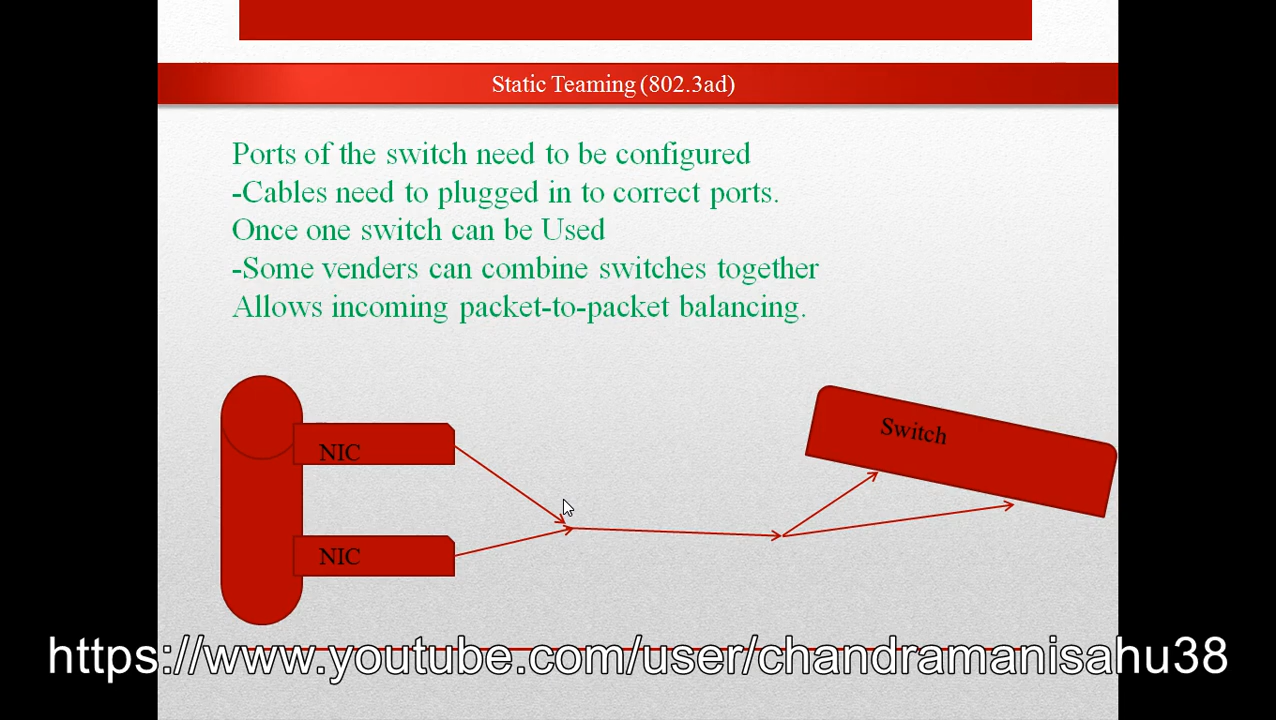 Static Teaming (802.3ad)
Ports of the switch need to be configured
-Cables need to plugged in to correct ports.
Once one switch can be Used
-Some venders can combine switches together
Allows incoming packet-to-packet balancing.
Switch
NIC
NIC
https://www.youtube.com/user/chandramanisahu38